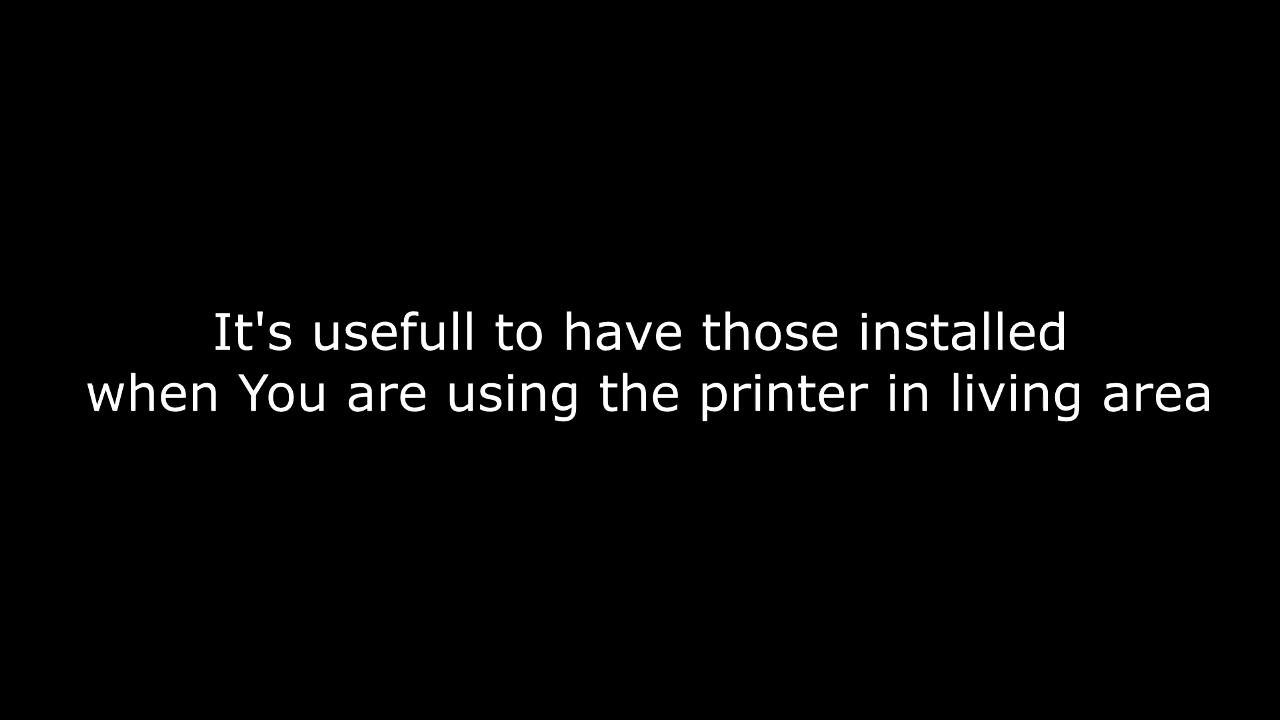 It's usefull to have those installed
when You are using the printer in living area